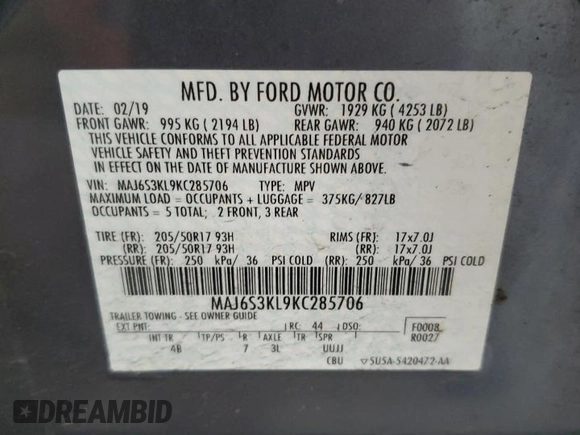 MFD. BY FORD MOTOR CO.
DATE: 02/19 GVWR: 1929 KG ( 4253 LB)
FRONT GAWR: 995 KG ( 2194 LB) REAR GAWR: 940 KG ( 2072 LB)
THIS VEHICLE CONFORMS TO ALL APPLICABLE FEDERAL MOTOR
VEHICLE SAFETY AND THEFT PREVENTION STANDARDS
IN EFFECT ON THE DATE OF MANUFACTURE SHOWN ABOVE.
VIN: MAJ6S3KL9KC285706 TYPE: MPV
MAXIMUM LOAD = OCCUPANTS + LUGGAGE = 375KG/ 827LB
OCCUPANTS = 5 TOTAL; 2 FRONT, 3 REAR
TIRE (FR): 205/50R17 93H RIMS (FR): 17x7.0J
(RR): 205/50R17 93H (RR): 17x7.0J
PRESSURE (FR): 250 kPa/ 36 PSI COLD (RR): 250 kPa/ 36 PSI COLD
MAJ6S3KL9KC285706
TRAILER TOWING - SEE OWNER GUIDE
EXT PNT: RC: 44 DSO: F0008
R0027
INT TR TP/PS R AXLE TR SPR
4B 7 3L UUJJ
CBU 5USA-S420472-AA
DREAMBID